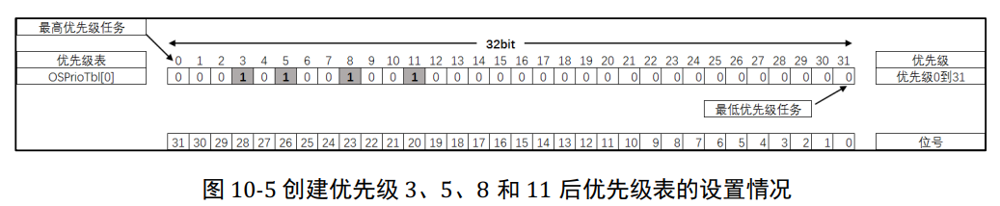 最高优先级任务
32bit
优先级表 0 1 2 3 4 5 6 7 8 9 10 11 12 13 14 15 16 17 18 19 20 21 22 23 24 25 26 27 28 29 30 31 优先级
OSPrioTbl[0] 0 0 0 1 0 1 0 0 1 0 0 1 0 0 0 0 0 0 0 0 0 0 0 0 0 0 0 0 0 0 0 0 优先级0到31
最低优先级任务
31 30 29 28 27 26 25 24 23 22 21 20 19 18 17 16 15 14 13 12 11 10 9 8 7 6 5 4 3 2 1 0 位号
图 10-5 创建优先级 3、5、8 和 11 后优先级表的设置情况